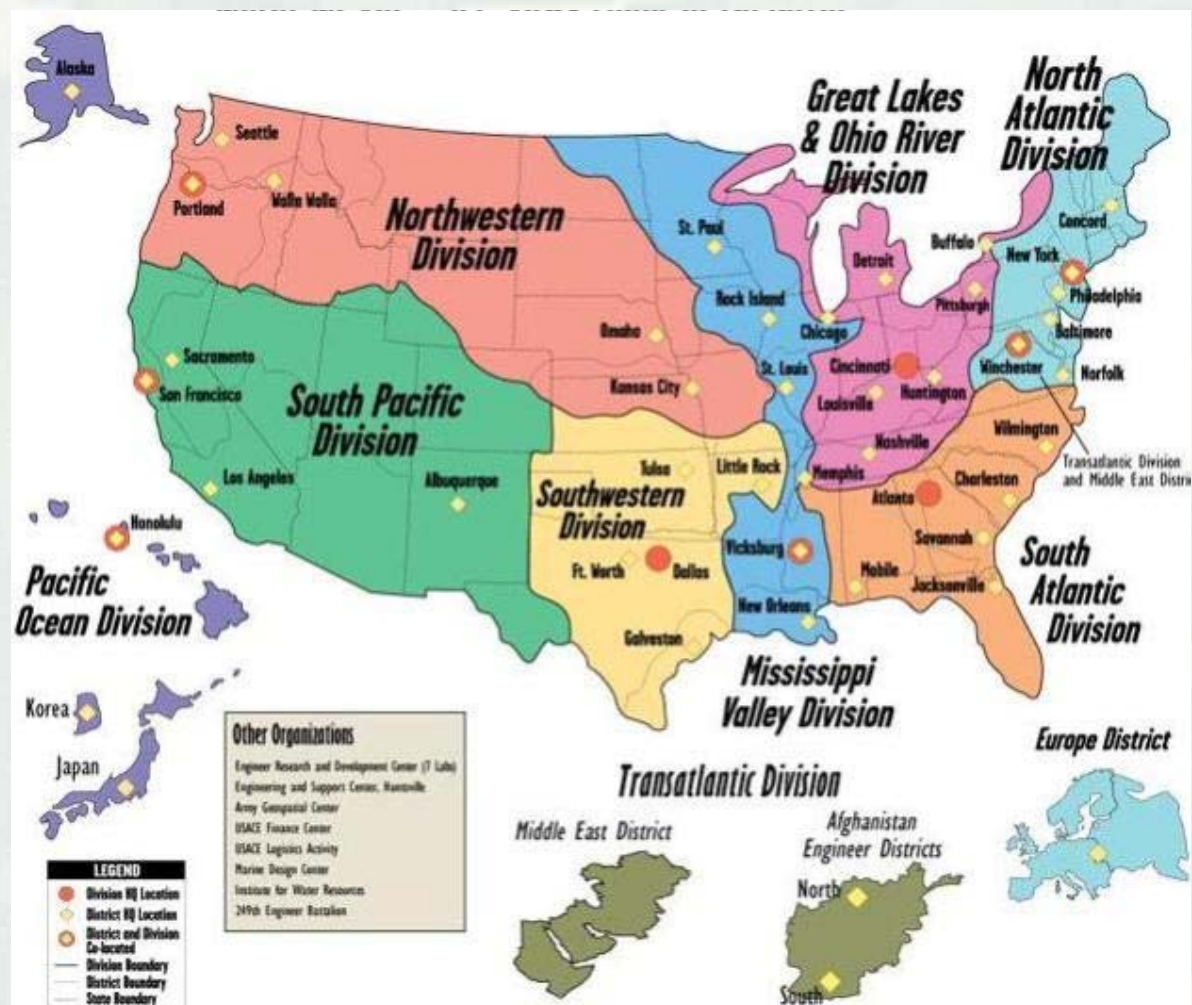 Alaska
Seattle
Portland
Walla Walla
Northwestern
Division
Great Lakes
& Ohio River
Division
North
Atlantic
Division
St. Paul
Rock Island
Omaha
Kansas City
St. Louis
Chicago
Detroit
Buffalo
Pittsburgh
Cincinnati
Louisville
Huntington
Nashville
Memphis
Concord
New York
Philadelphia
Baltimore
Winchester
Norfolk
Transatlantic Division
and Middle East
Sacramento
San Francisco
Los Angeles
South Pacific
Division
Albuquerque
Tulsa
Little Rock
Southwestern
Division
Ft. Worth
Dallas
Galveston
Vicksburg
New Orleans
Mississippi
Valley Division
Wilmington
Charleston
Atlanta
Savannah
Mobile
Jacksonville
South
Atlantic
Division
Honolulu
Pacific
Ocean Division
Korea
Japan
Other Organizations
Engineer Research and Development Center (7 Labs)
Engineering and Support Center, Huntsville
Army Geospatial Center
USACE Finance Center
USACE Logistics Activity
Marine Design Center
Institute for Water Resources
249th Engineer Battalion
LEGEND
Division HQ Location
District HQ Location
District and Division
Co-located
Division Boundary
District Boundary
State Boundary
Transatlantic Division
Middle East District
Afghanistan
Engineer Districts
North
South
Europe District